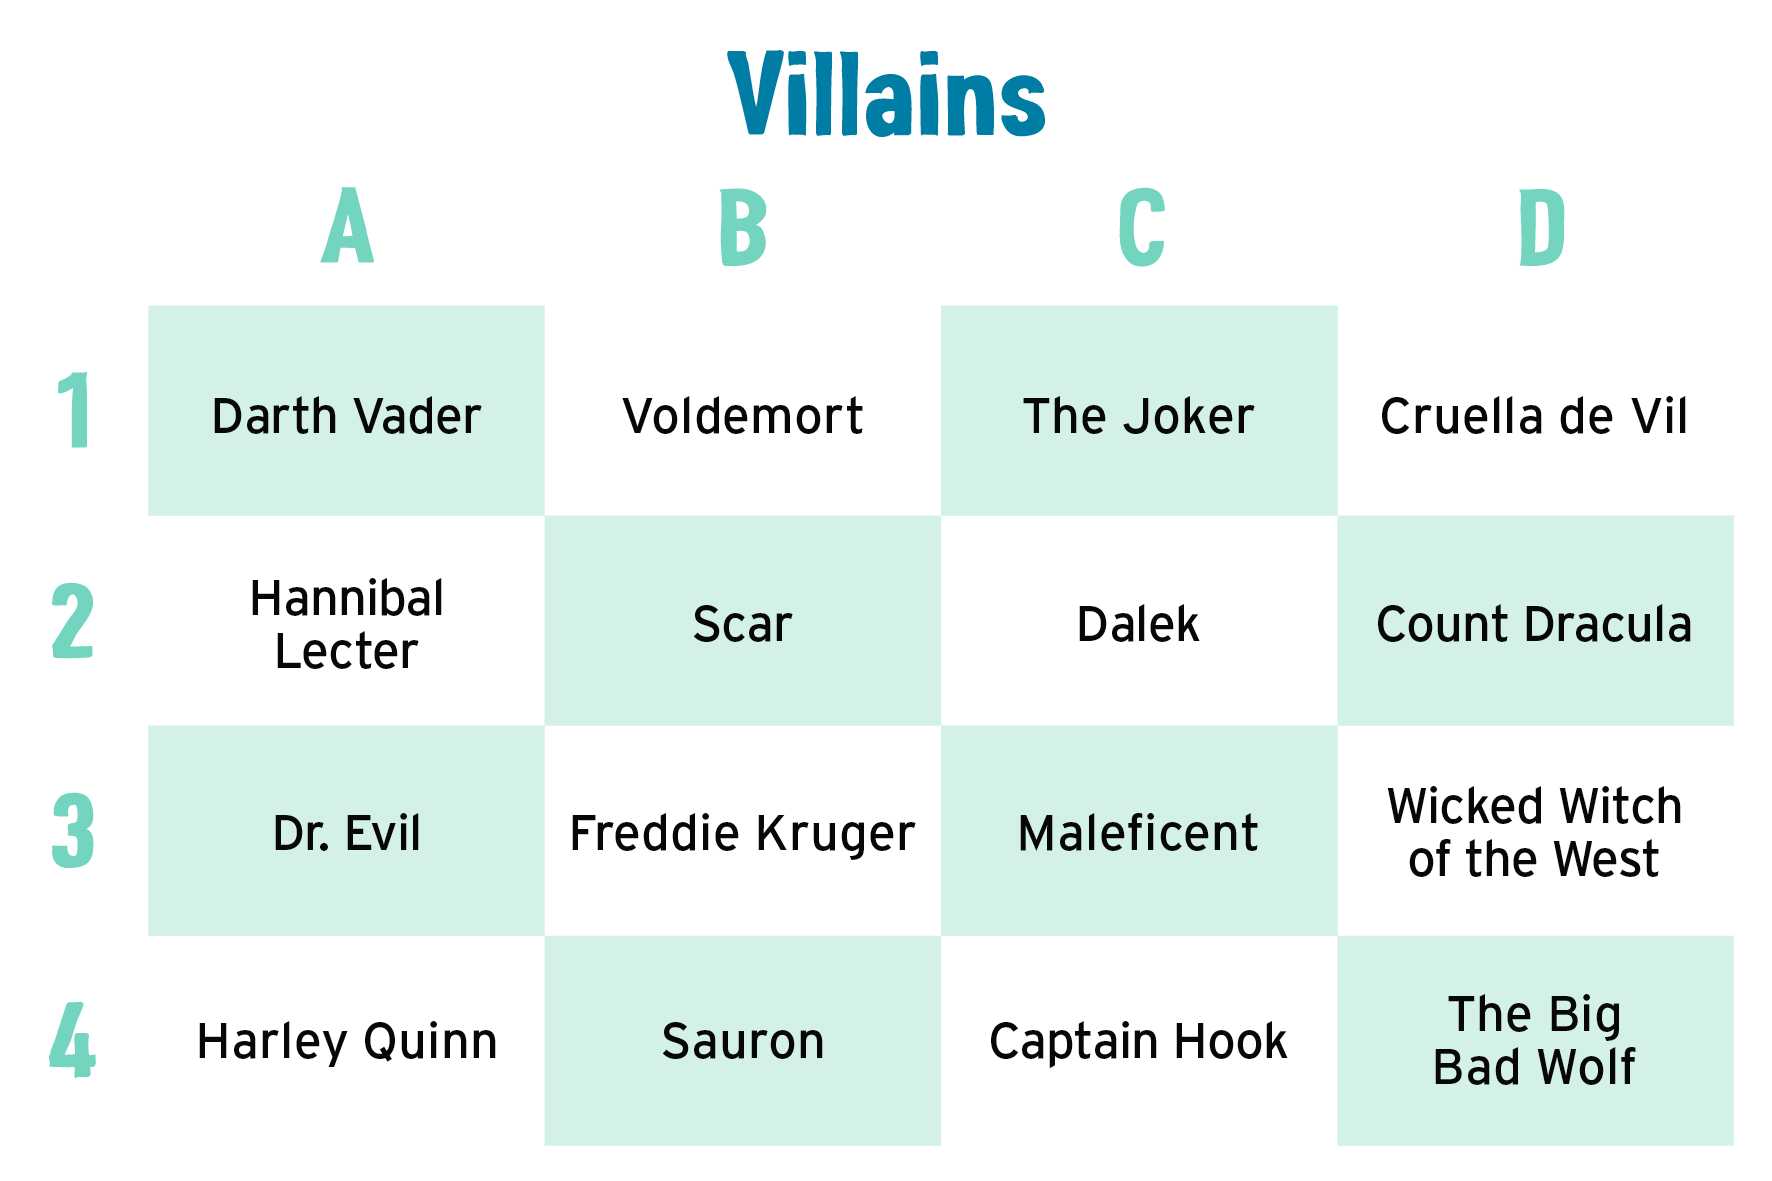 Villains
A B C D
1 Darth Vader Voldemort The Joker Cruella de Vil
2 Hannibal Lecter Scar Dalek Count Dracula
3 Dr. Evil Freddie Kruger Maleficent Wicked Witch of the West
4 Harley Quinn Sauron Captain Hook The Big Bad Wolf